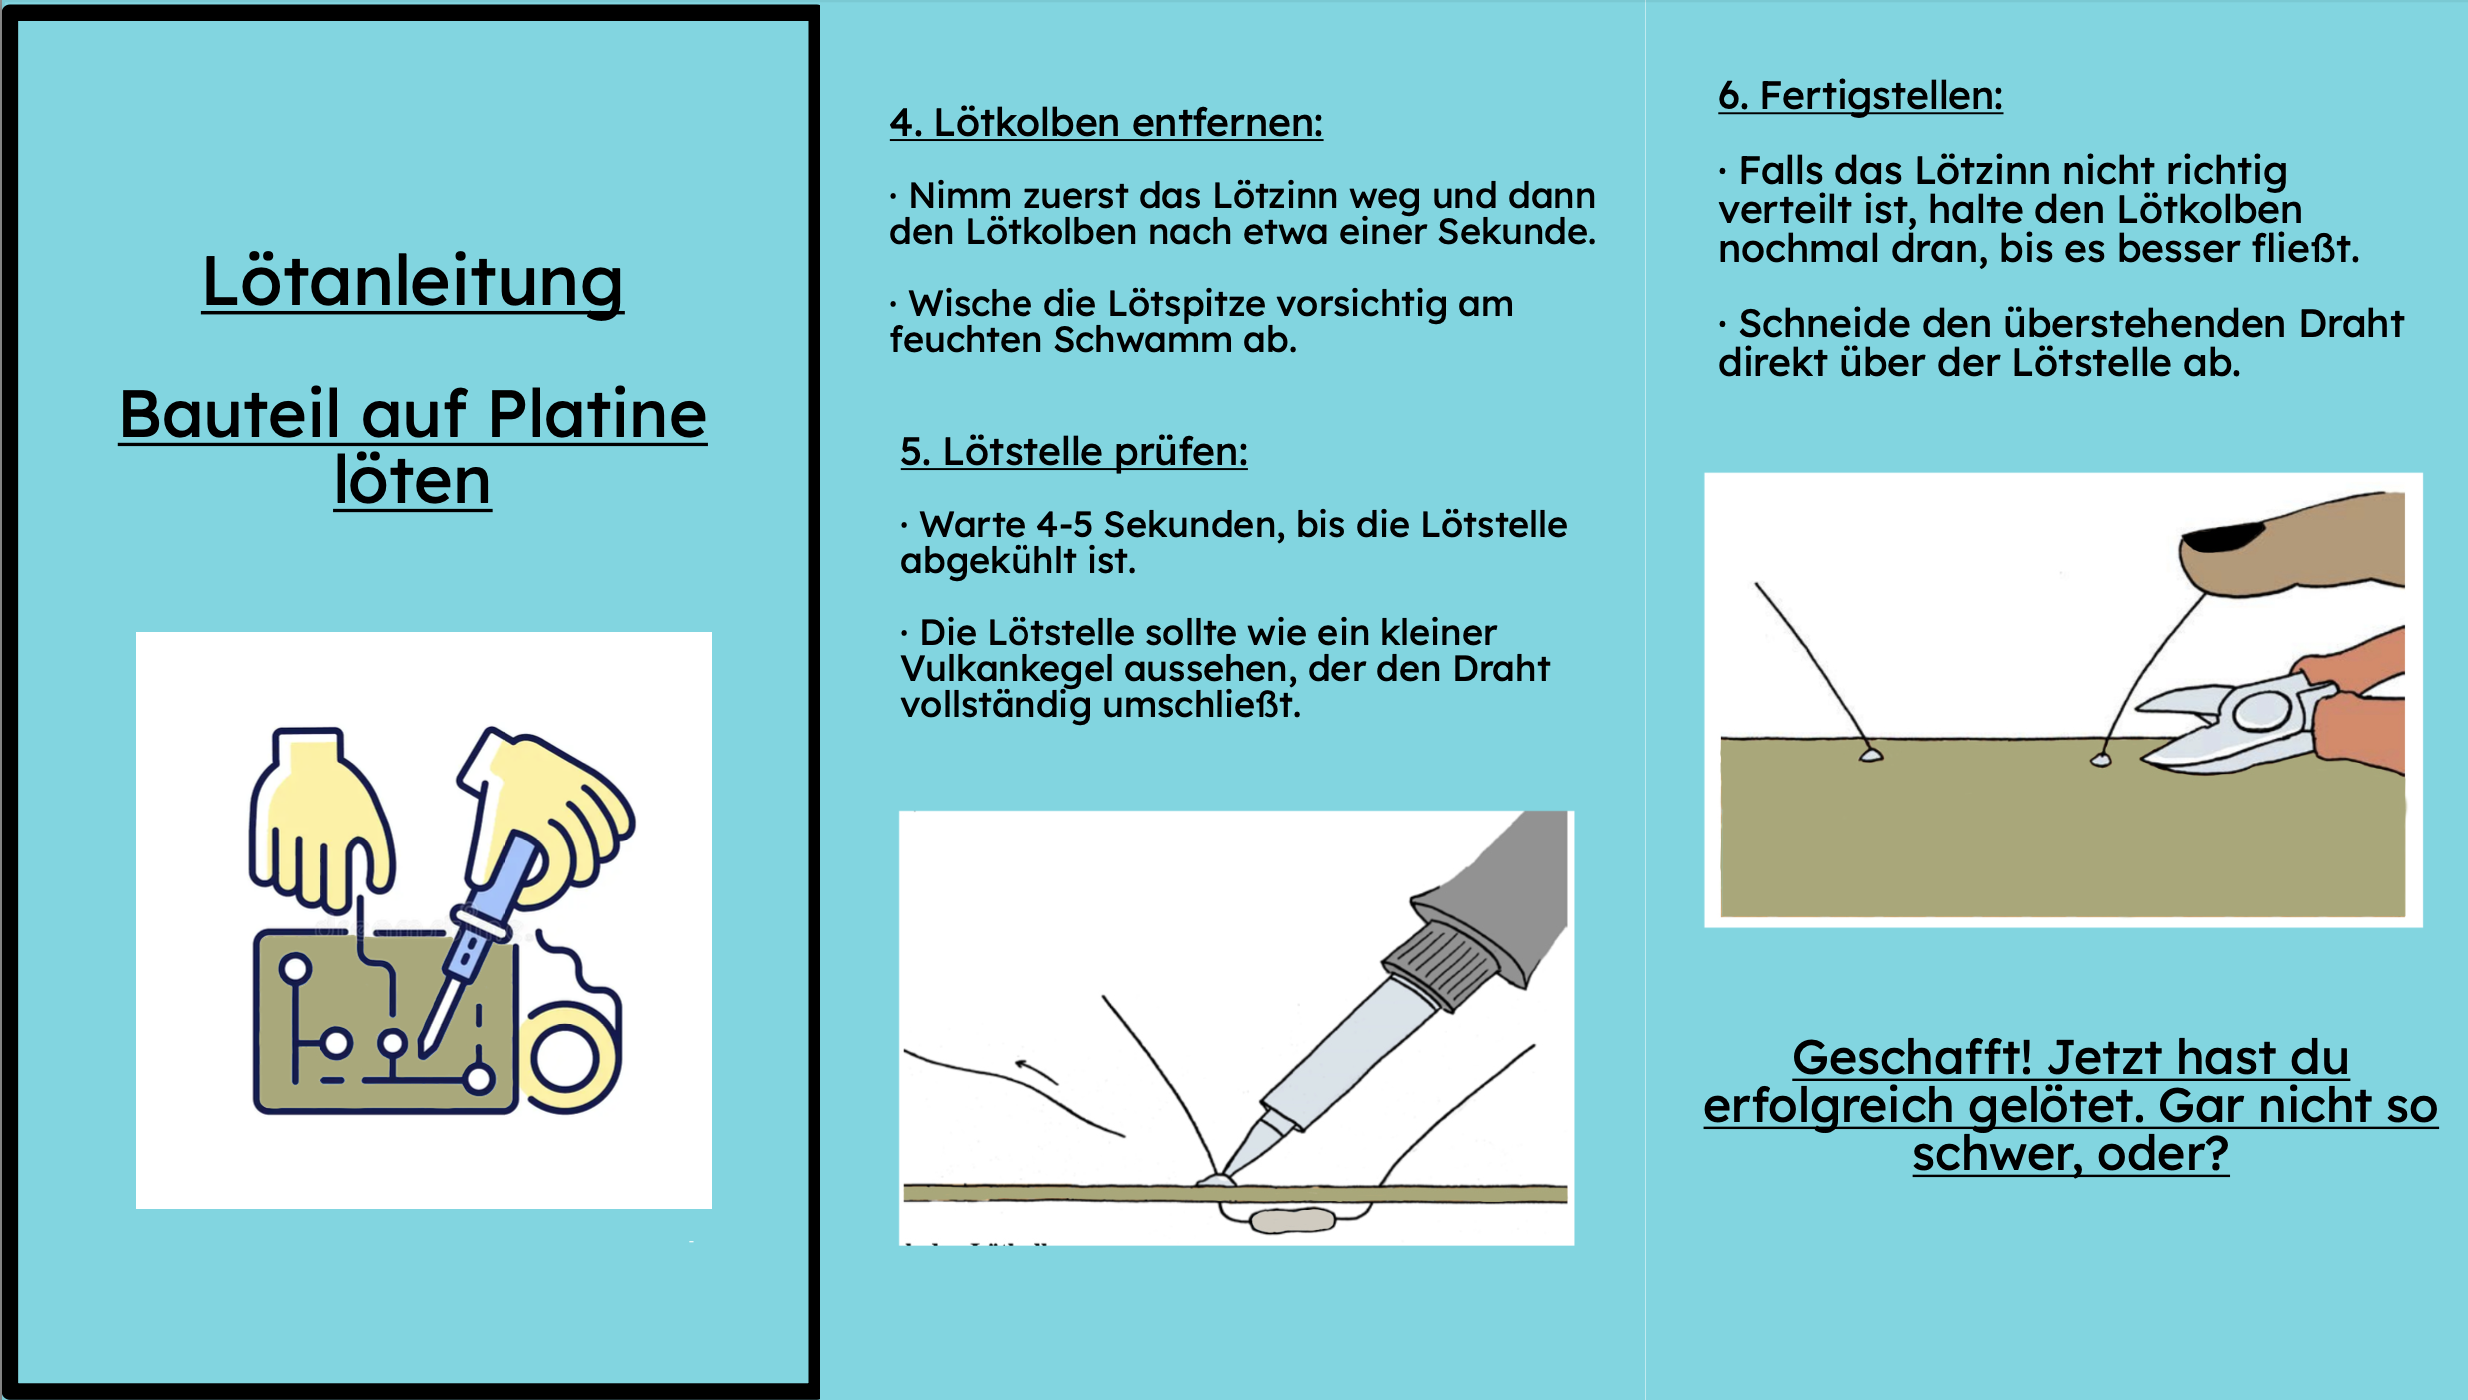 Lötanleitung
Bauteil auf Platine
löten
4. Lötkolben entfernen:
· Nimm zuerst das Lötzinn weg und dann
den Lötkolben nach etwa einer Sekunde.
· Wische die Lötspitze vorsichtig am
feuchten Schwamm ab.
5. Lötstelle prüfen:
· Warte 4-5 Sekunden, bis die Lötstelle
abgekühlt ist.
· Die Lötstelle sollte wie ein kleiner
Vulkankegel aussehen, der den Draht
vollständig umschließt.
6. Fertigstellen:
· Falls das Lötzinn nicht richtig
verteilt ist, halte den Lötkolben
nochmal dran, bis es besser fließt.
· Schneide den überstehenden Draht
direkt über der Lötstelle ab.
Geschafft! Jetzt hast du
erfolgreich gelötet. Gar nicht so
schwer, oder?